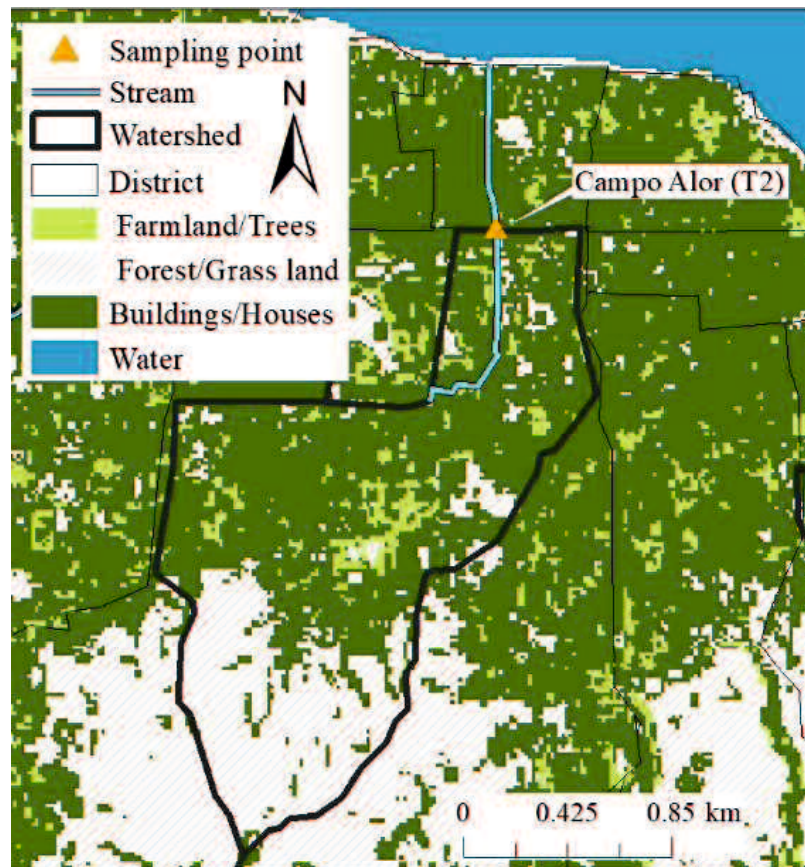 Sampling point
Stream
N
Watershed
District
Farmland/Trees
Forest/Grass land
Buildings/Houses
Water
Campo Alor (T2)
0 0.425 0.85 km